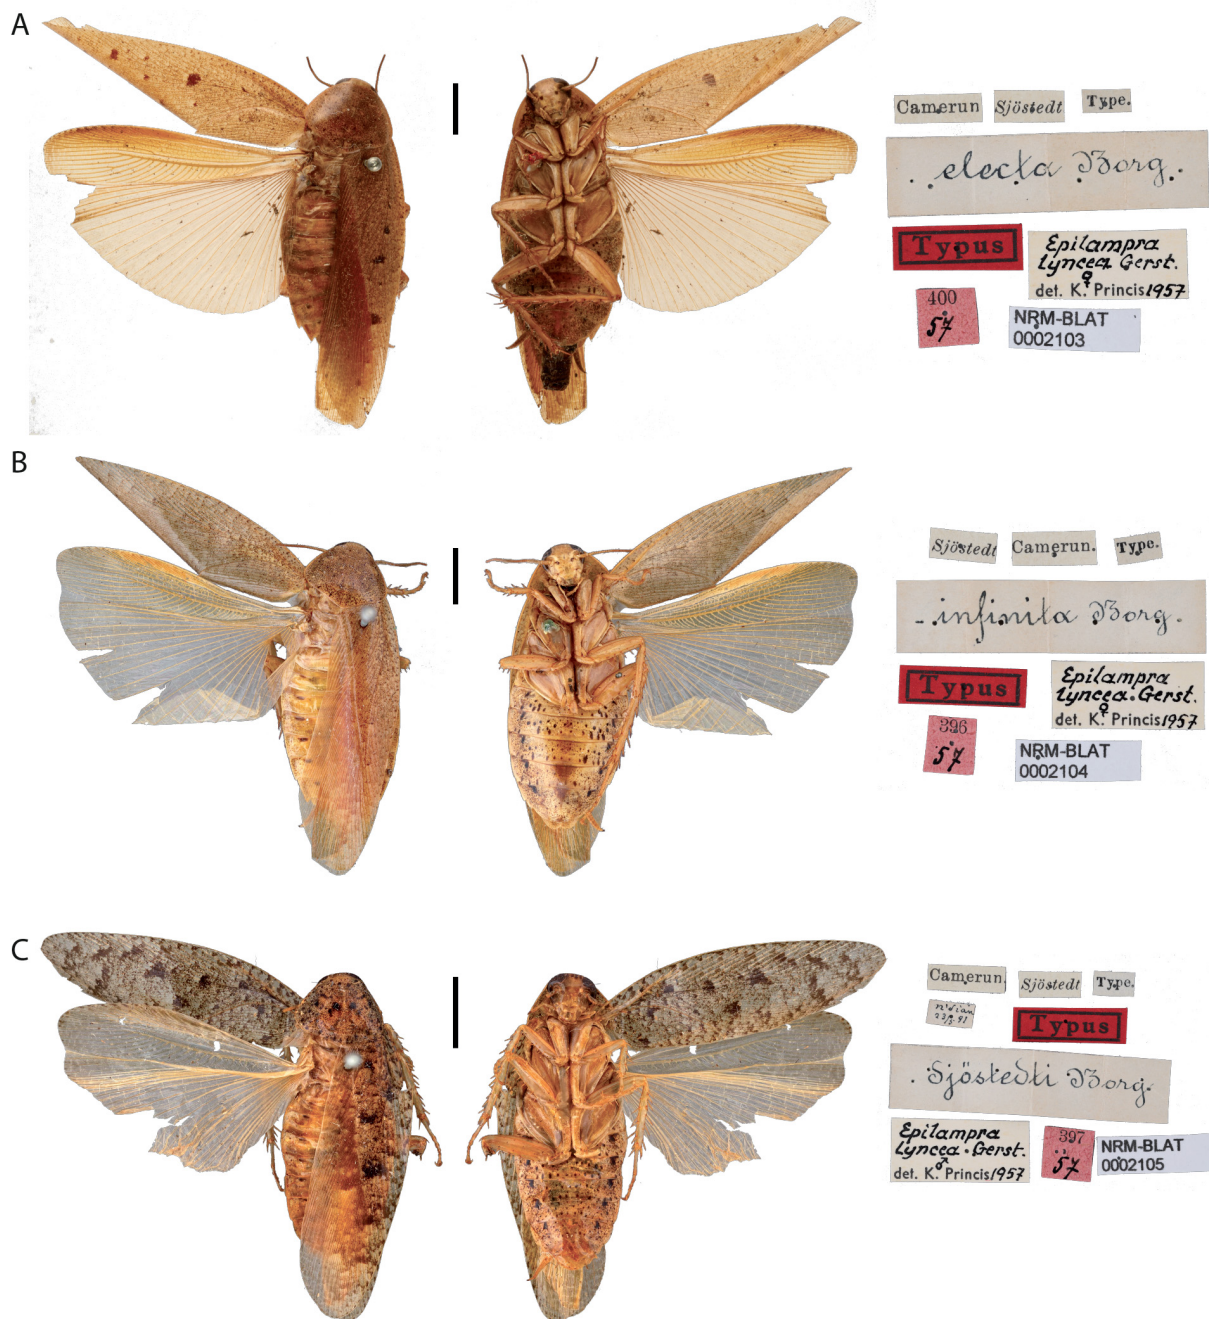 A
Camerun
Sjöstedt
Type.
electa Borg.
Typus
Epilampra
Lyncea Gerst.
♀
det. K. Princis 1957
400
57
NRM-BLAT
0002103
B
Sjöstedt
Camerun.
Type.
infinita Borg.
Typus
Epilampra
Lyncea. Gerst.
♀
det. K. Princis 1957
396
57
NRM-BLAT
0002104
C
Camerun.
Sjöstedt
Type.
Typus
Sjöstedti Borg.
Epilampra
Lyncea. Gerst.
♂
det. K. Princis 1957
397
57
NRM-BLAT
0002105